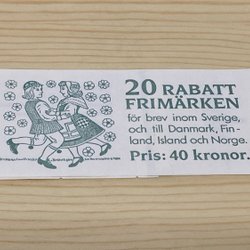 20 RABATT
FRIMÄRKEN
för brev inom Sverige,
och till Danmark, Fin-
land, Island och Norge.
Pris: 40 kronor.